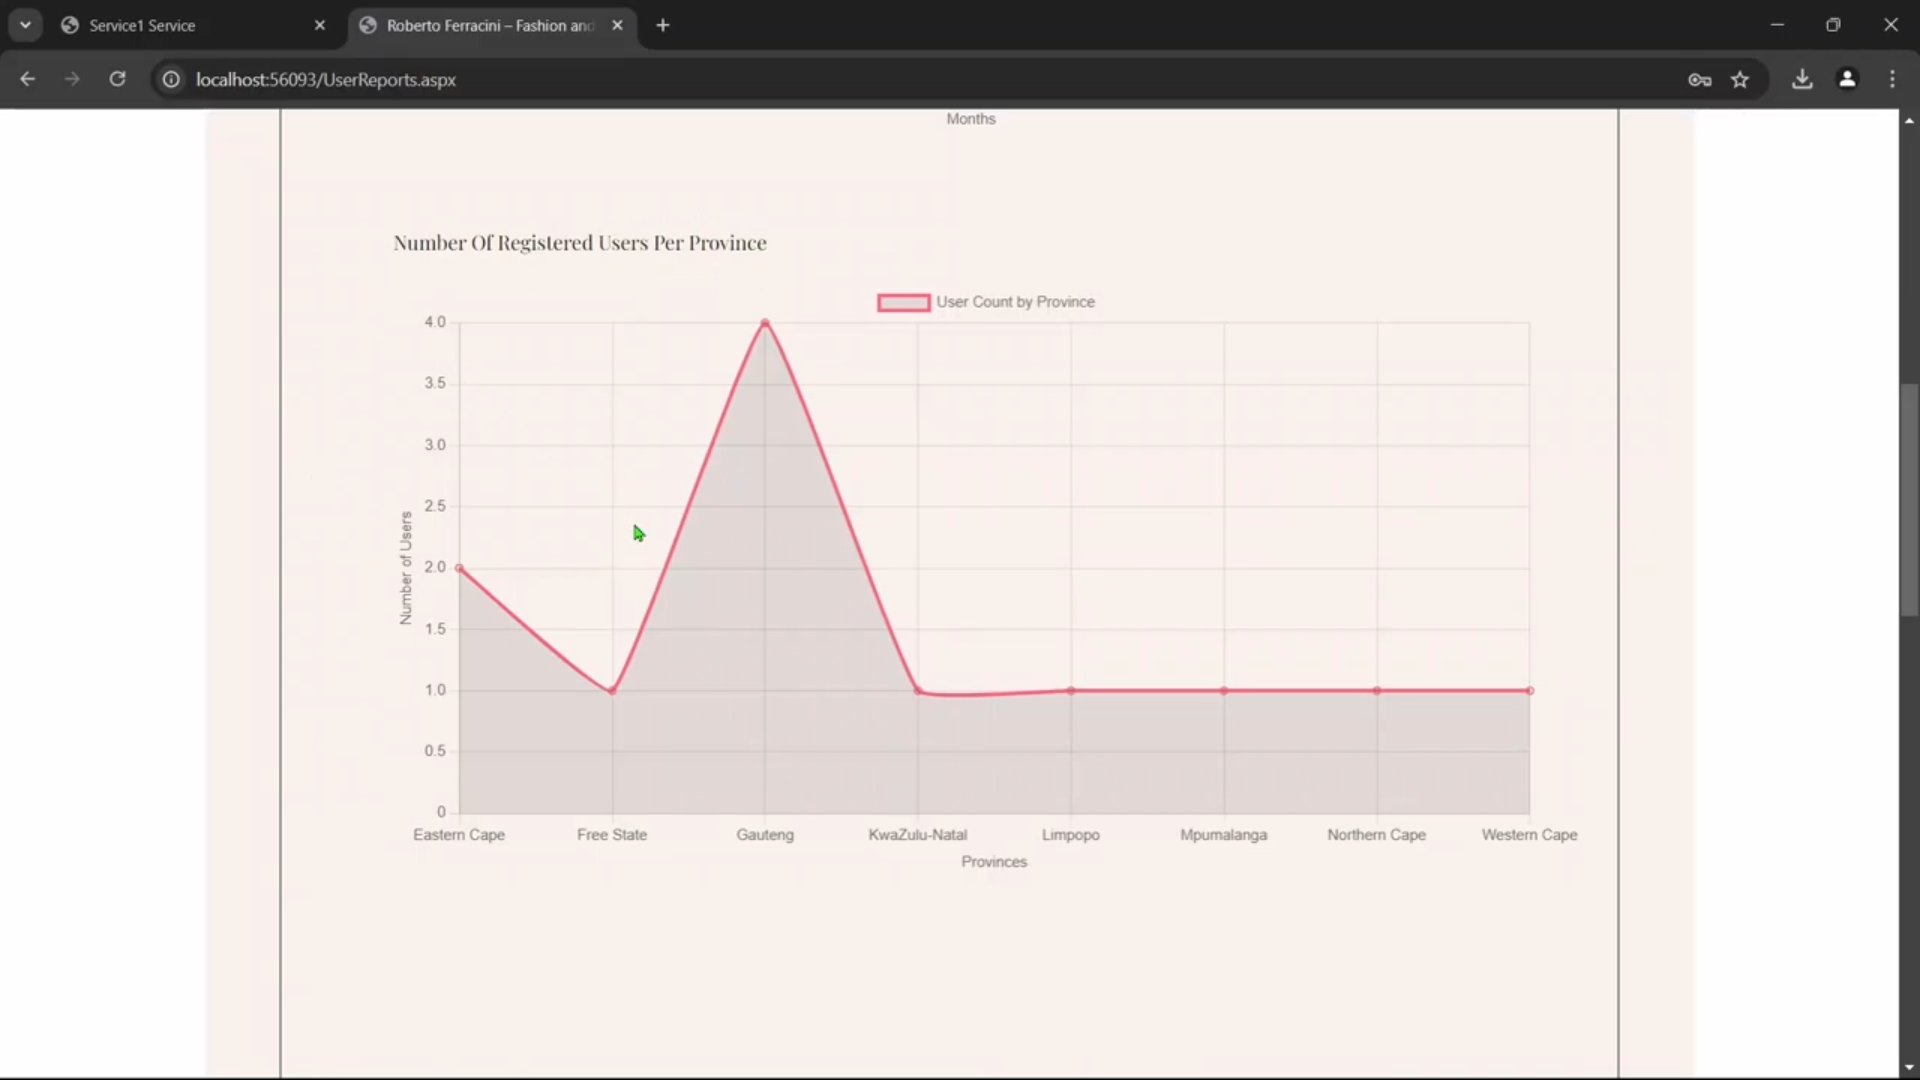 Service1 Service
Roberto Ferracini – Fashion and
localhost:56093/UserReports.aspx
Months
Number Of Registered Users Per Province
User Count by Province
4.0
3.5
3.0
2.5
2.0
1.5
1.0
0.5
0
Number of Users
Eastern Cape Free State Gauteng KwaZulu-Natal Limpopo Mpumalanga Northern Cape Western Cape
Provinces